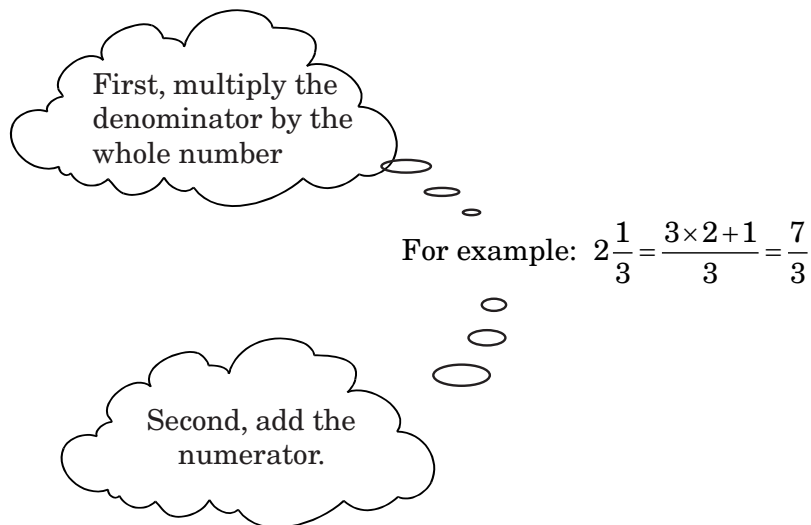 First, multiply the
denominator by the
whole number
For example: 2 1/3 = (3×2+1)/3 = 7/3
Second, add the
numerator.